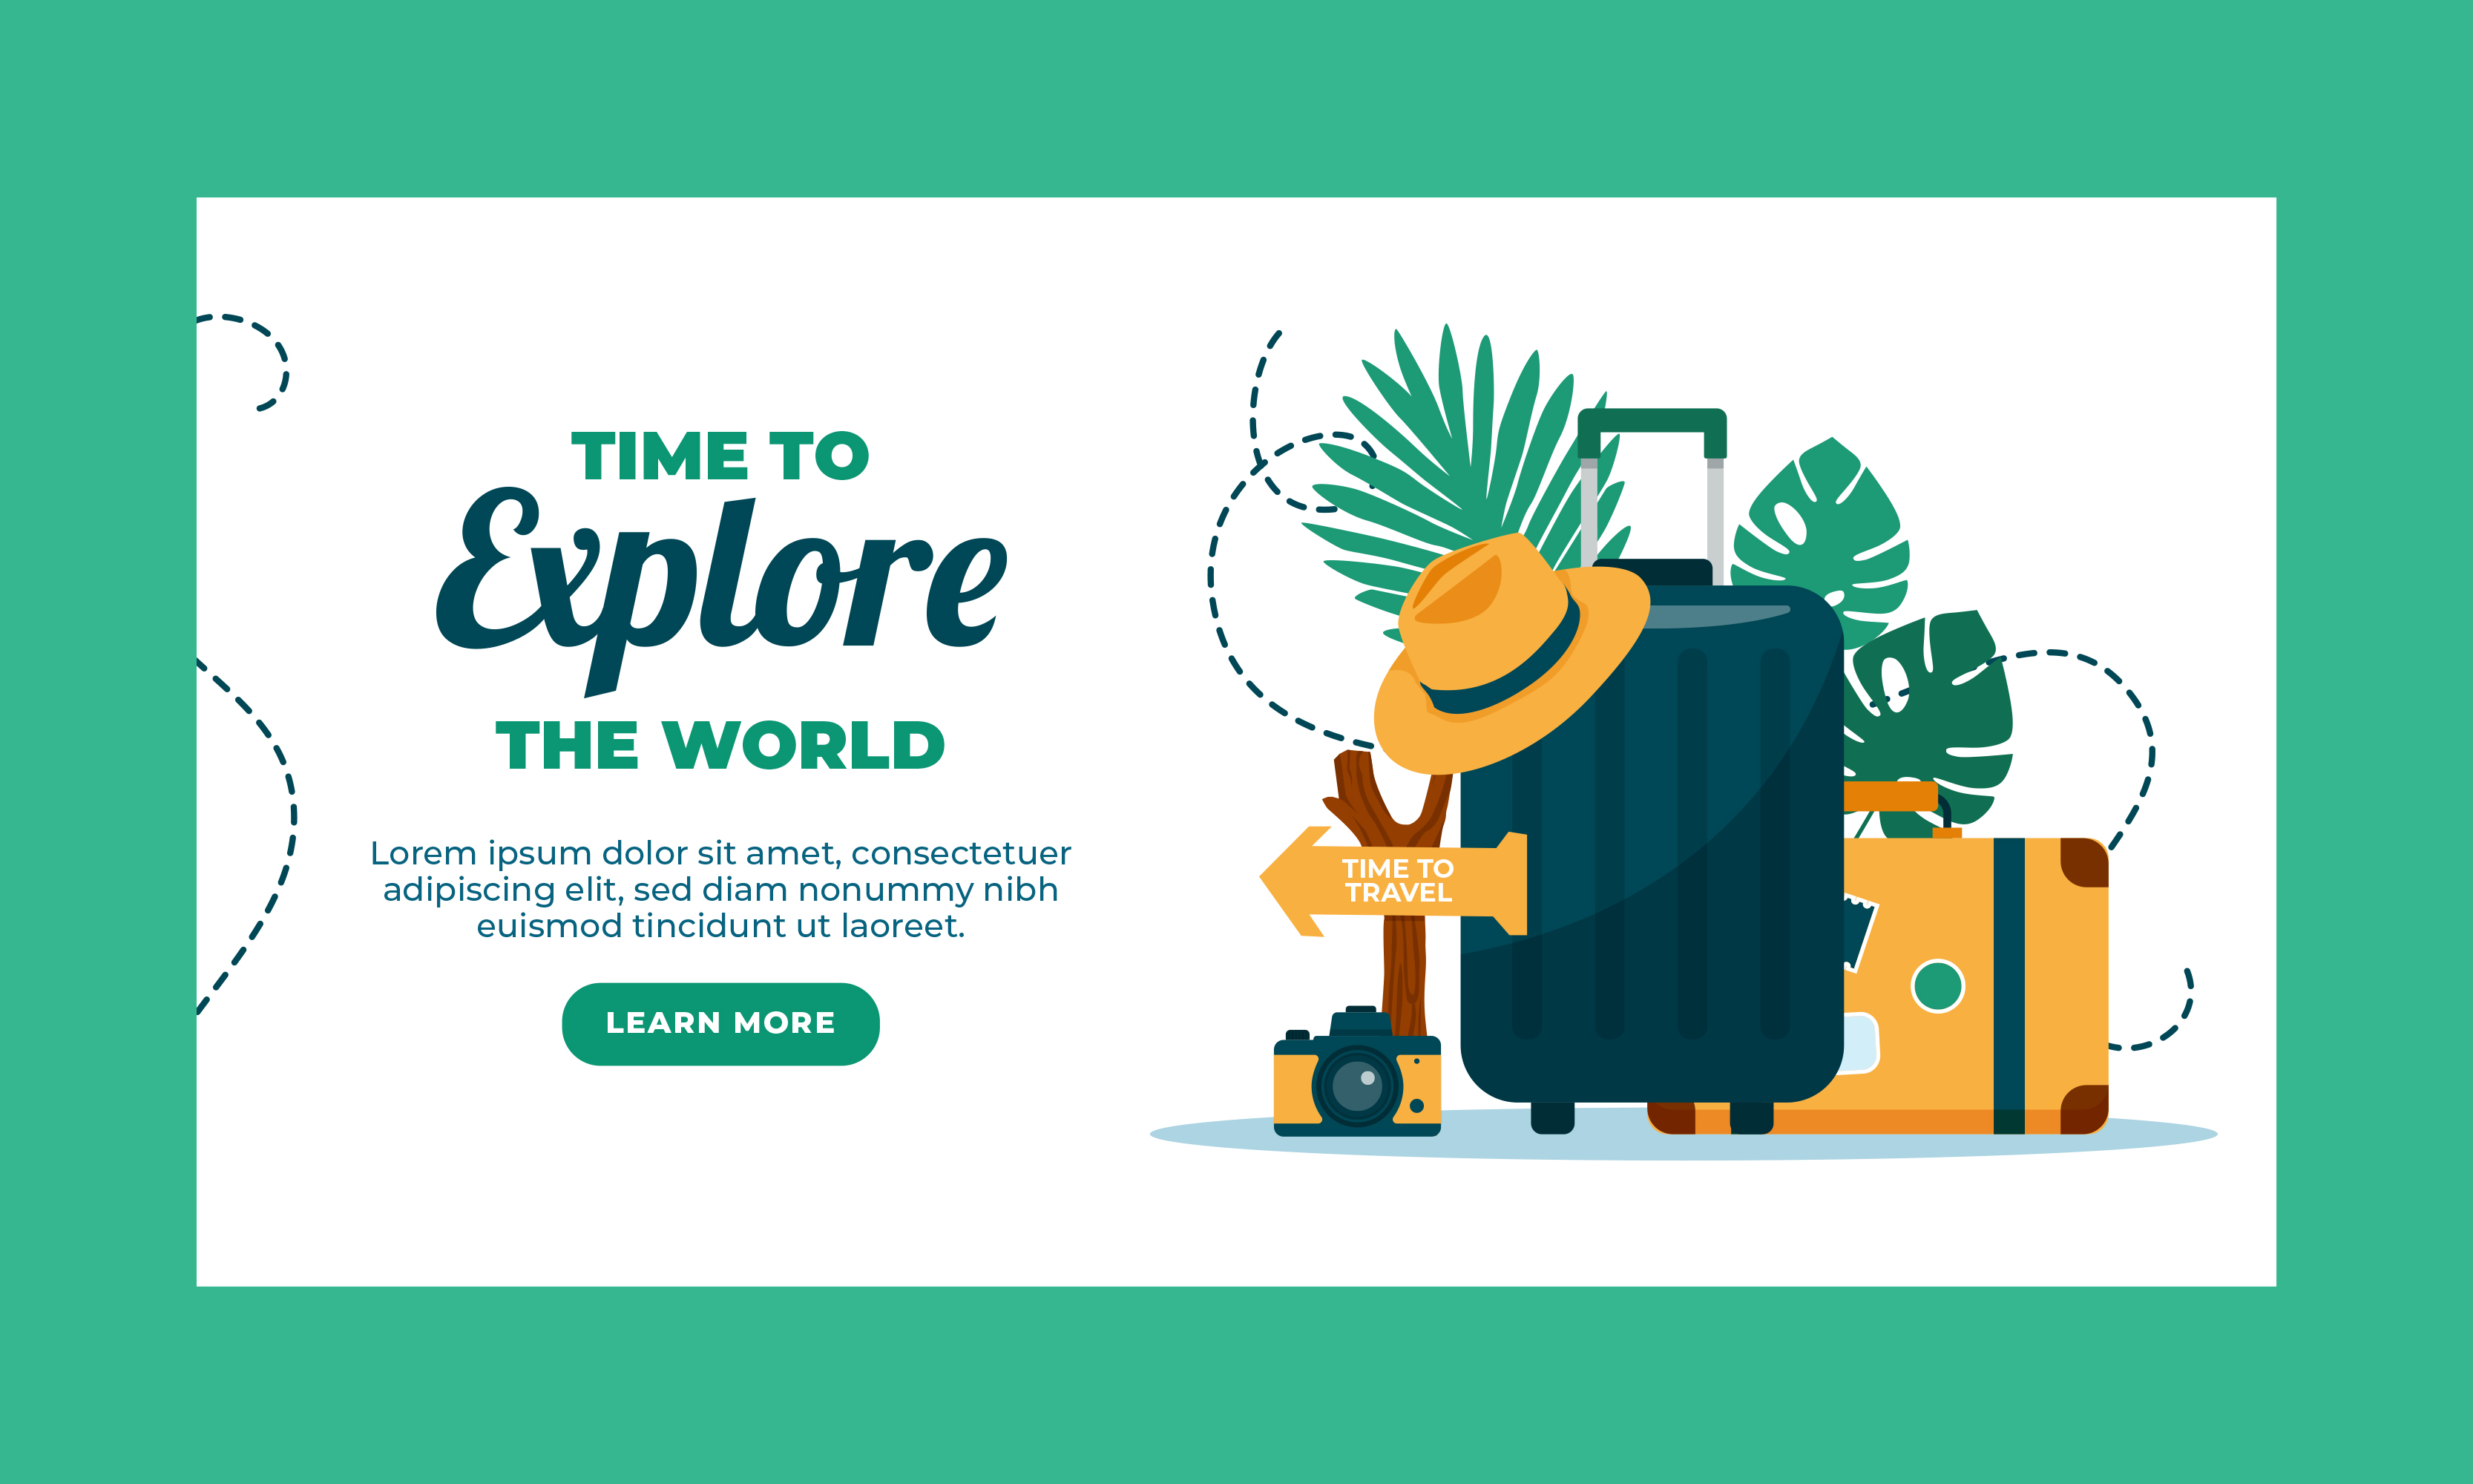 TIME TO
Explore
THE WORLD
Lorem ipsum dolor sit amet, consectetuer
adipiscing elit, sed diam nonummy nibh
euismod tincidunt ut laoreet.
LEARN MORE
TIME TO
TRAVEL